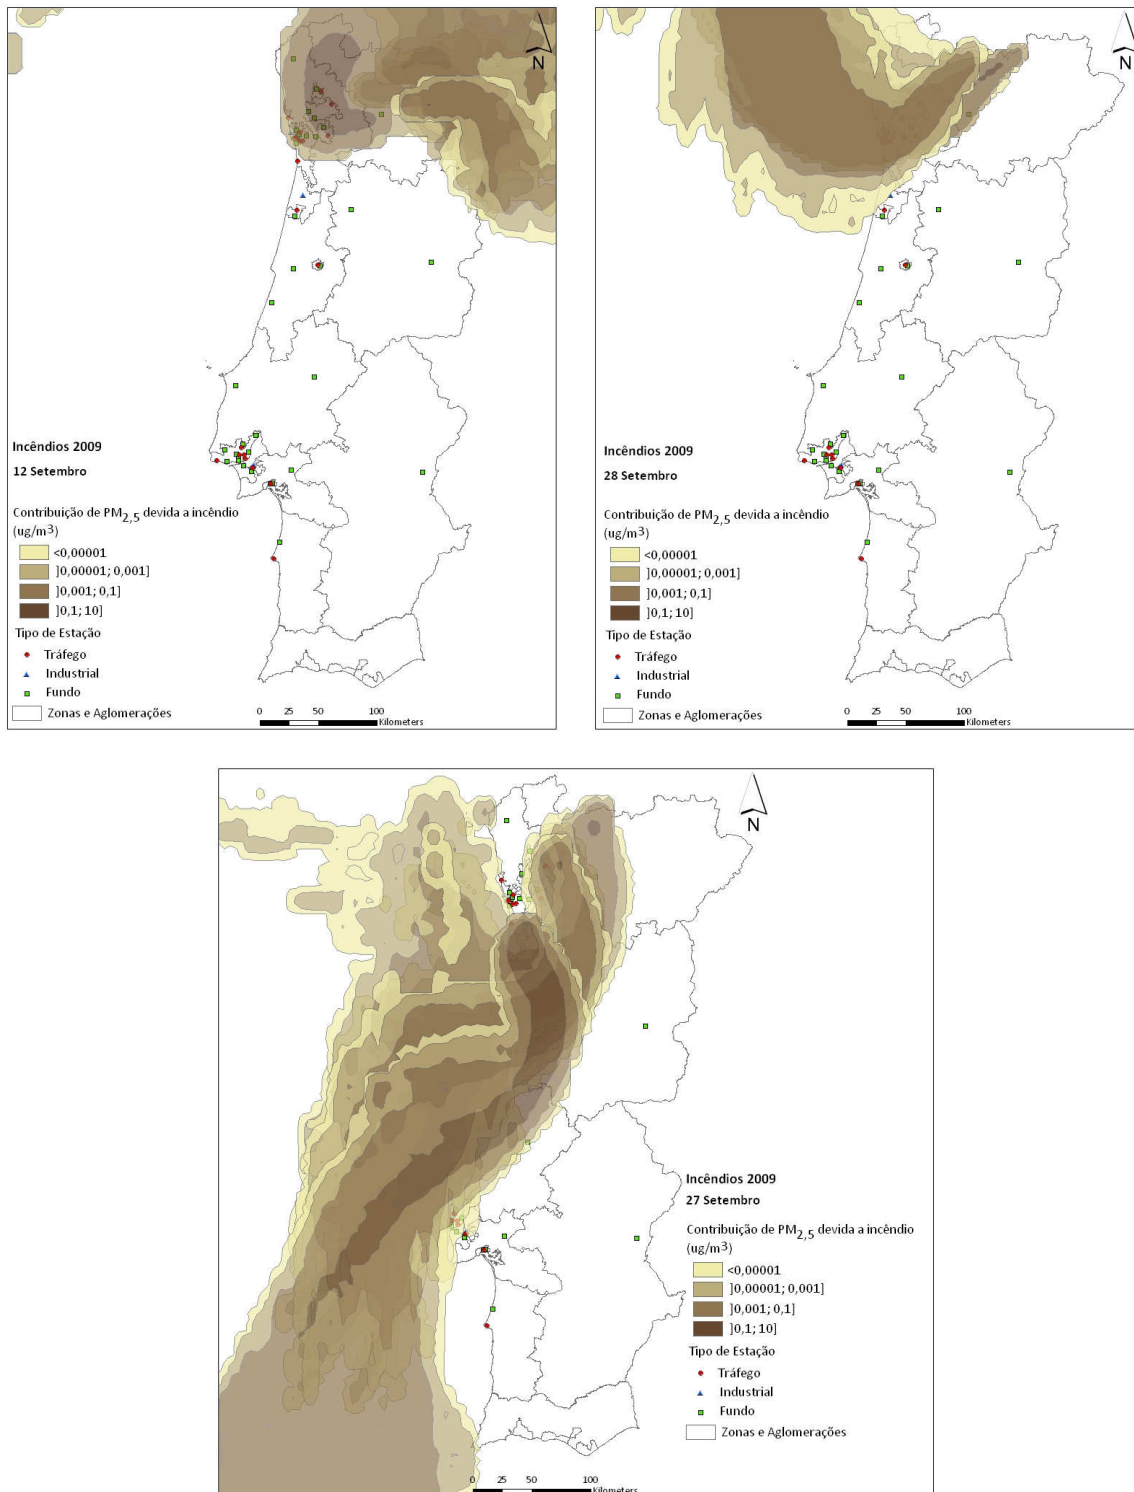 N
Incêndios 2009
12 Setembro
Contribuição de PM2,5 devida a incêndio
(ug/m3)
<0,00001
]0,00001; 0,001]
]0,001; 0,1]
]0,1; 10]
Tipo de Estação
Tráfego
Industrial
Fundo
Zonas e Aglomerações
0 25 50 100
Kilometers
N
Incêndios 2009
28 Setembro
Contribuição de PM2,5 devida a incêndio
(ug/m3)
<0,00001
]0,00001; 0,001]
]0,001; 0,1]
]0,1; 10]
Tipo de Estação
Tráfego
Industrial
Fundo
Zonas e Aglomerações
0 25 50 100
Kilometers
N
Incêndios 2009
27 Setembro
Contribuição de PM2,5 devida a incêndio
(ug/m3)
<0,00001
]0,00001; 0,001]
]0,001; 0,1]
]0,1; 10]
Tipo de Estação
Tráfego
Industrial
Fundo
Zonas e Aglomerações
0 25 50 100
Kilometers